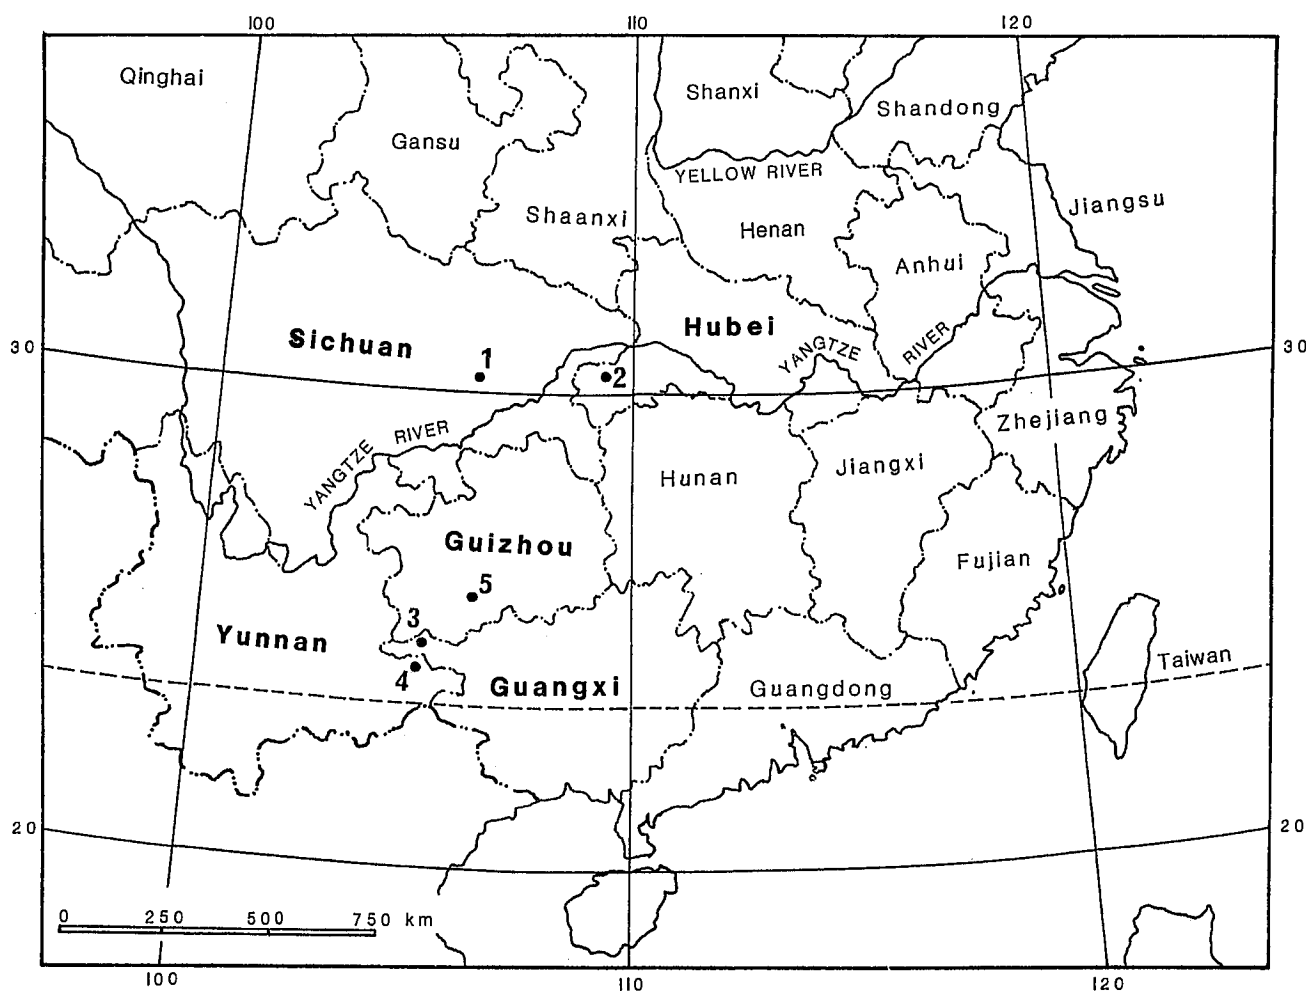 100 110 120
Qinghai
Shanxi
Shandong
Gansu
YELLOW RIVER
Shaanxi
Jiangsu
Henan
Anhui
Hubei
Sichuan
30
30
1
2
YANGTZE RIVER
Zhejiang
YANGTZE RIVER
Hunan
Jiangxi
Guizhou
Fujian
5
3
Yunnan
Taiwan
4
Guangxi
Guangdong
20
20
0 250 500 750 km
100 110 120